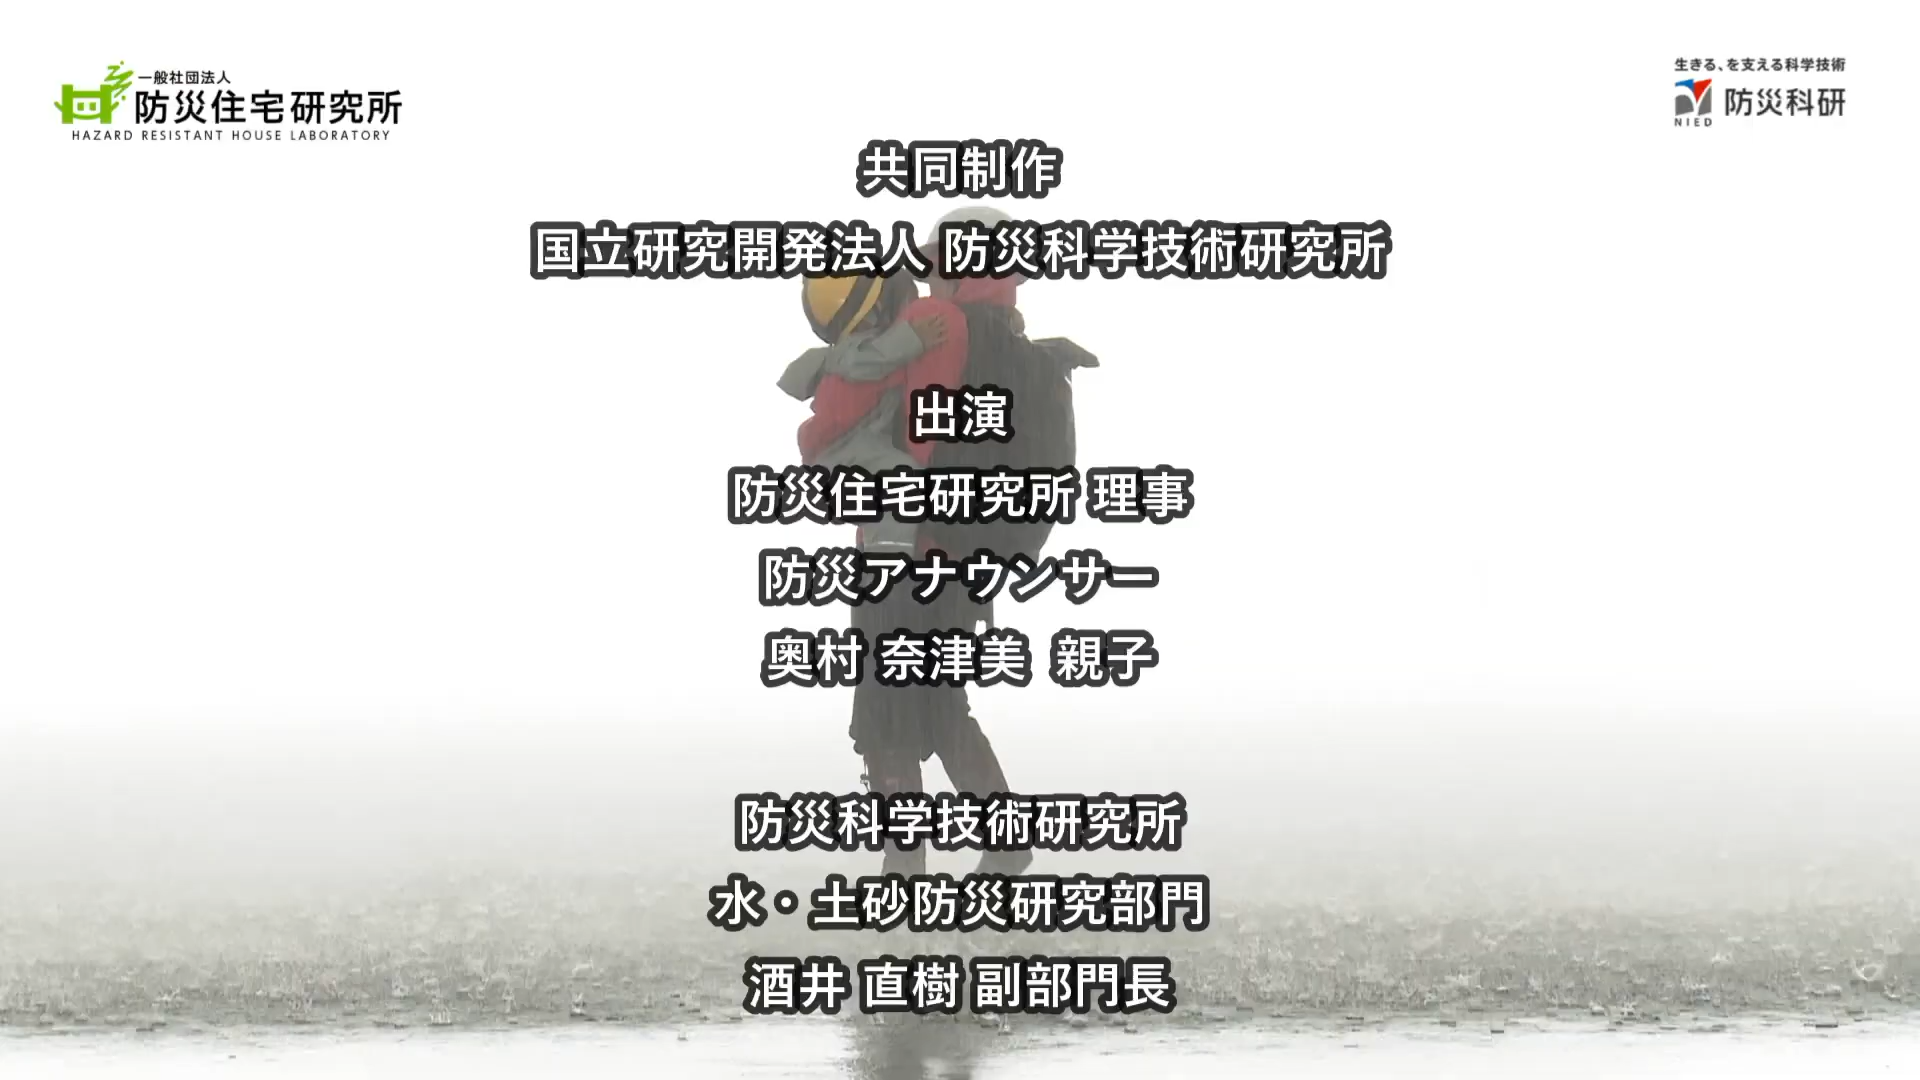 一般社団法人
防災住宅研究所
HAZARD RESISTANT HOUSE LABORATORY
生きる、を支える科学技術
NIED 防災科研
共同制作
国立研究開発法人 防災科学技術研究所
出演
防災住宅研究所 理事
防災アナウンサー
奥村 奈津美 親子
防災科学技術研究所
水・土砂防災研究部門
酒井 直樹 副部門長